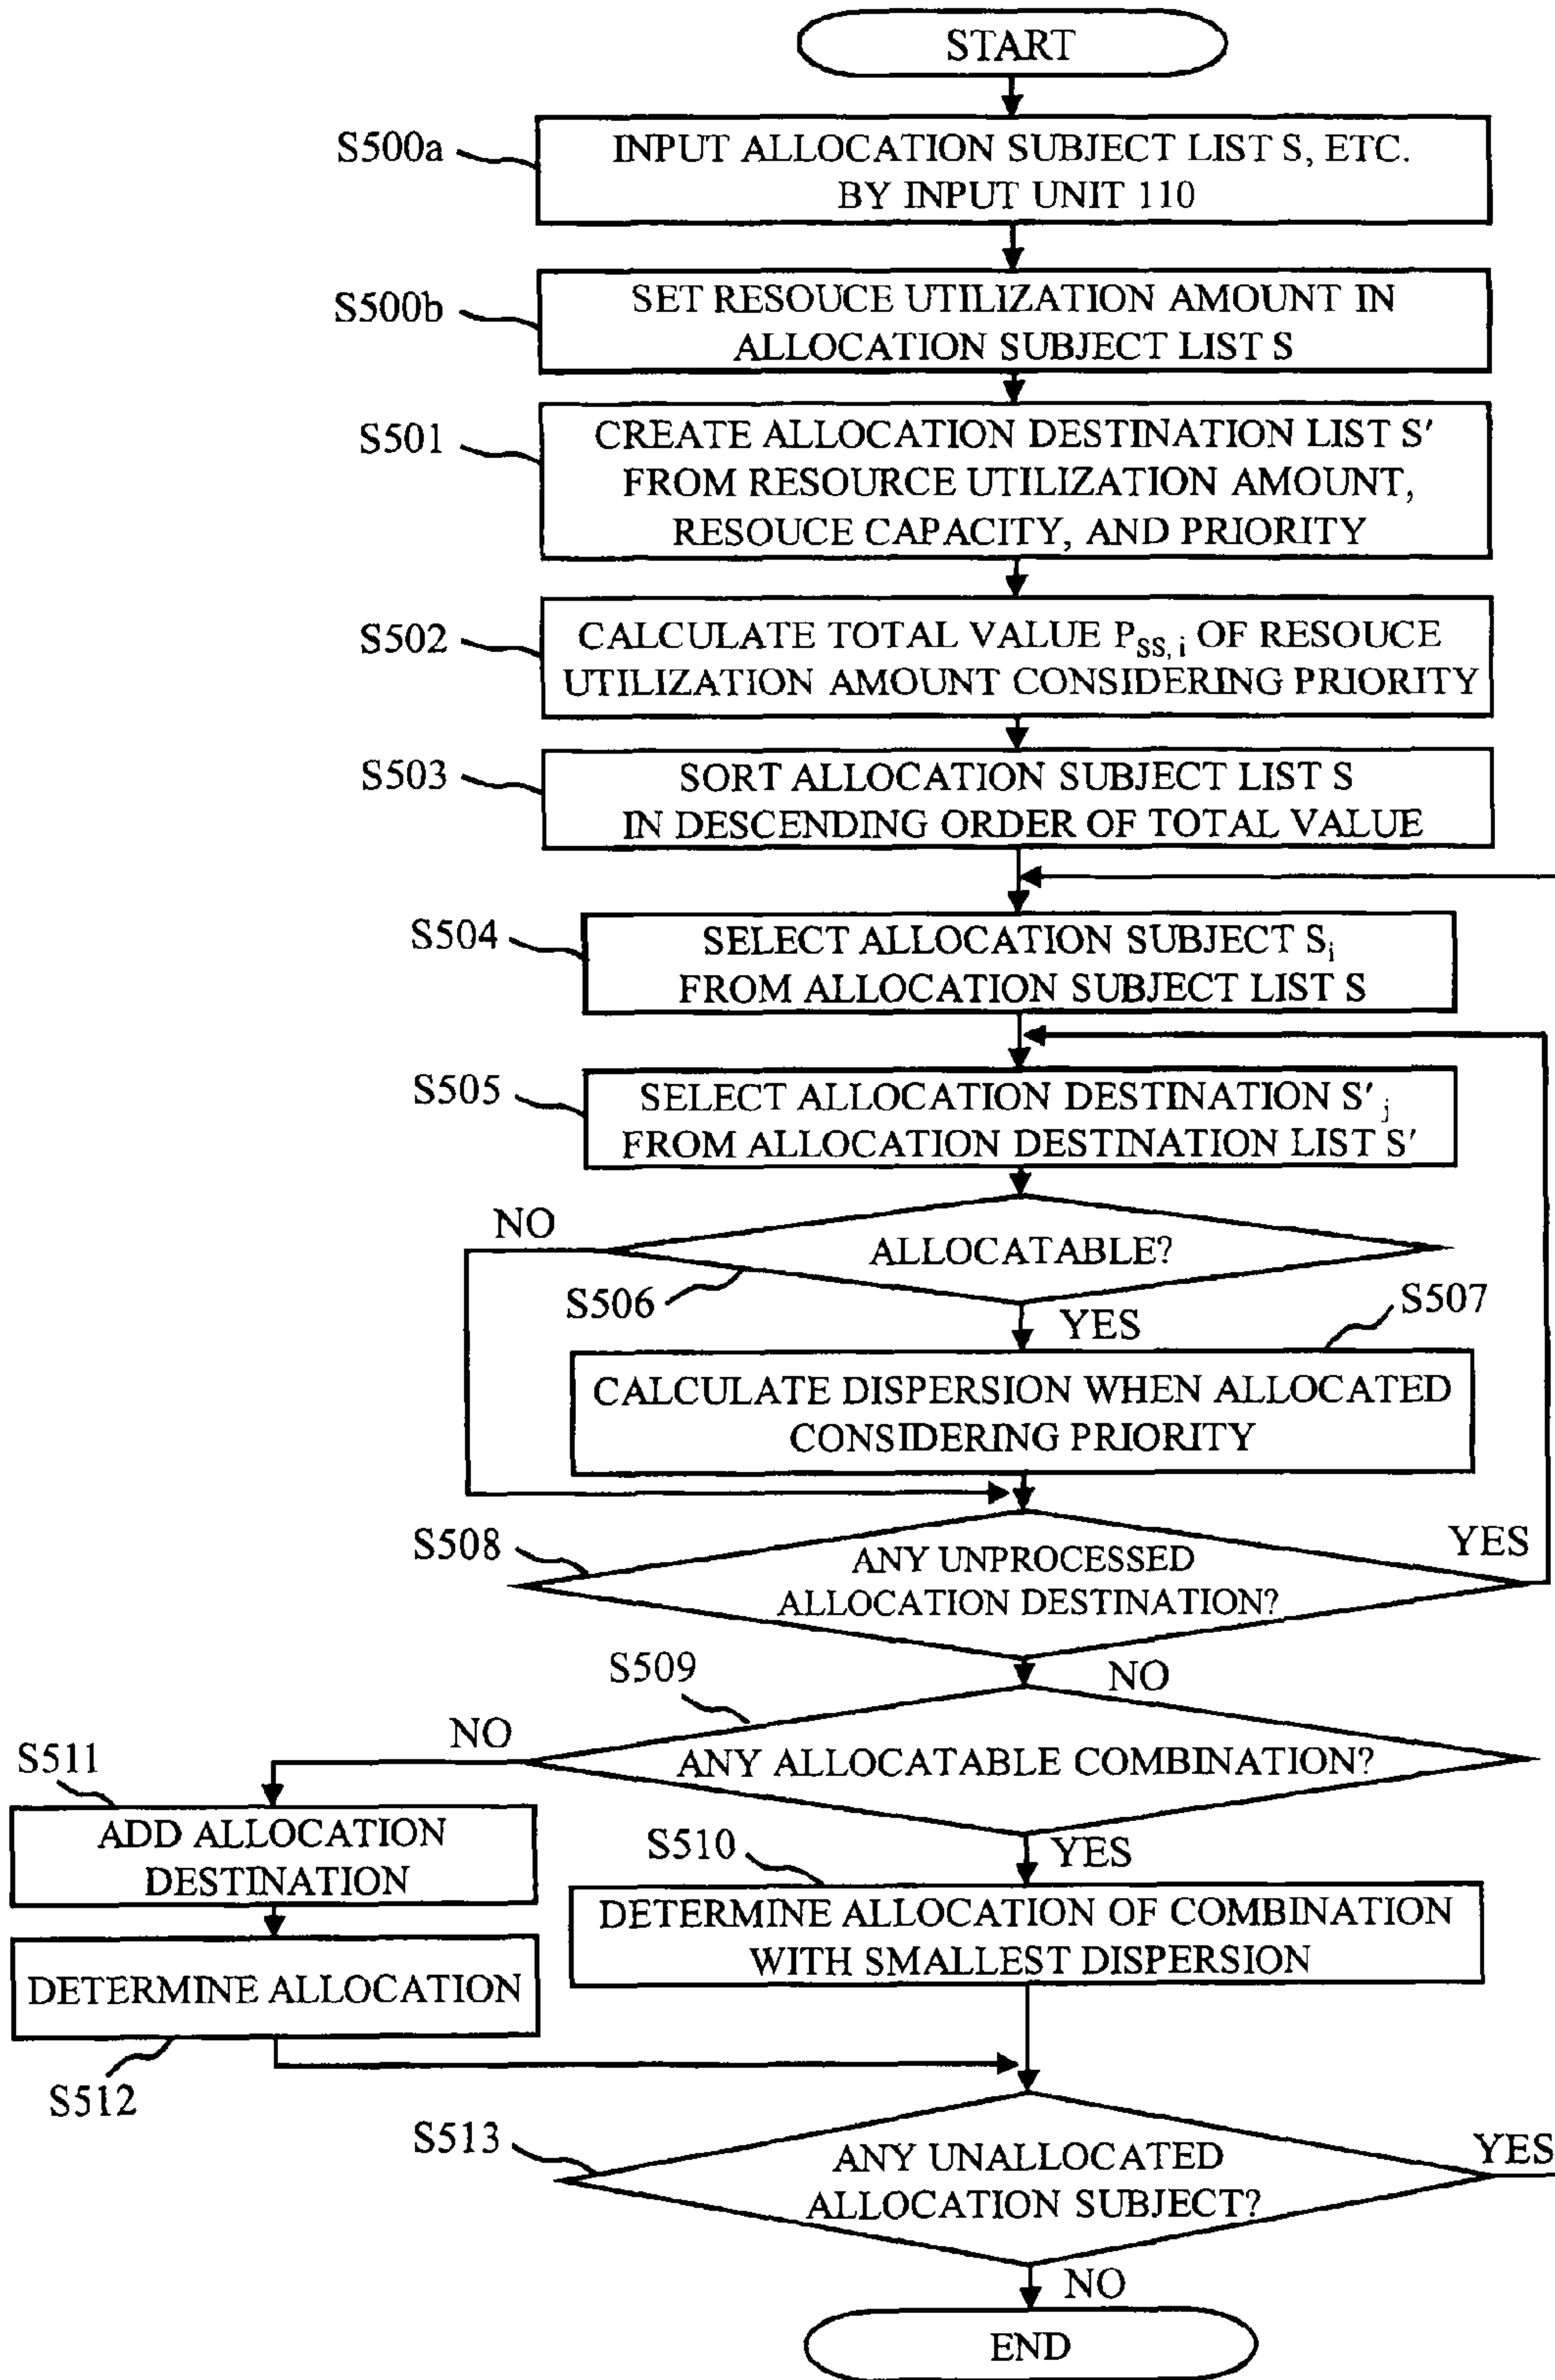 START
S500a
INPUT ALLOCATION SUBJECT LIST S, ETC.
BY INPUT UNIT 110
S500b
SET RESOUCE UTILIZATION AMOUNT IN
ALLOCATION SUBJECT LIST S
S501
CREATE ALLOCATION DESTINATION LIST S'
FROM RESOURCE UTILIZATION AMOUNT,
RESOUCE CAPACITY, AND PRIORITY
S502
CALCULATE TOTAL VALUE PSS, i OF RESOUCE
UTILIZATION AMOUNT CONSIDERING PRIORITY
S503
SORT ALLOCATION SUBJECT LIST S
IN DESCENDING ORDER OF TOTAL VALUE
S504
SELECT ALLOCATION SUBJECT Si
FROM ALLOCATION SUBJECT LIST S
S505
SELECT ALLOCATION DESTINATION S'j
FROM ALLOCATION DESTINATION LIST S'
NO
ALLOCATABLE?
S506
YES
S507
CALCULATE DISPERSION WHEN ALLOCATED
CONSIDERING PRIORITY
S508
ANY UNPROCESSED
ALLOCATION DESTINATION?
YES
NO
S509
NO
ANY ALLOCATABLE COMBINATION?
S511
ADD ALLOCATION
DESTINATION
S510
YES
DETERMINE ALLOCATION OF COMBINATION
WITH SMALLEST DISPERSION
DETERMINE ALLOCATION
S512
S513
ANY UNALLOCATED
ALLOCATION SUBJECT?
YES
NO
END